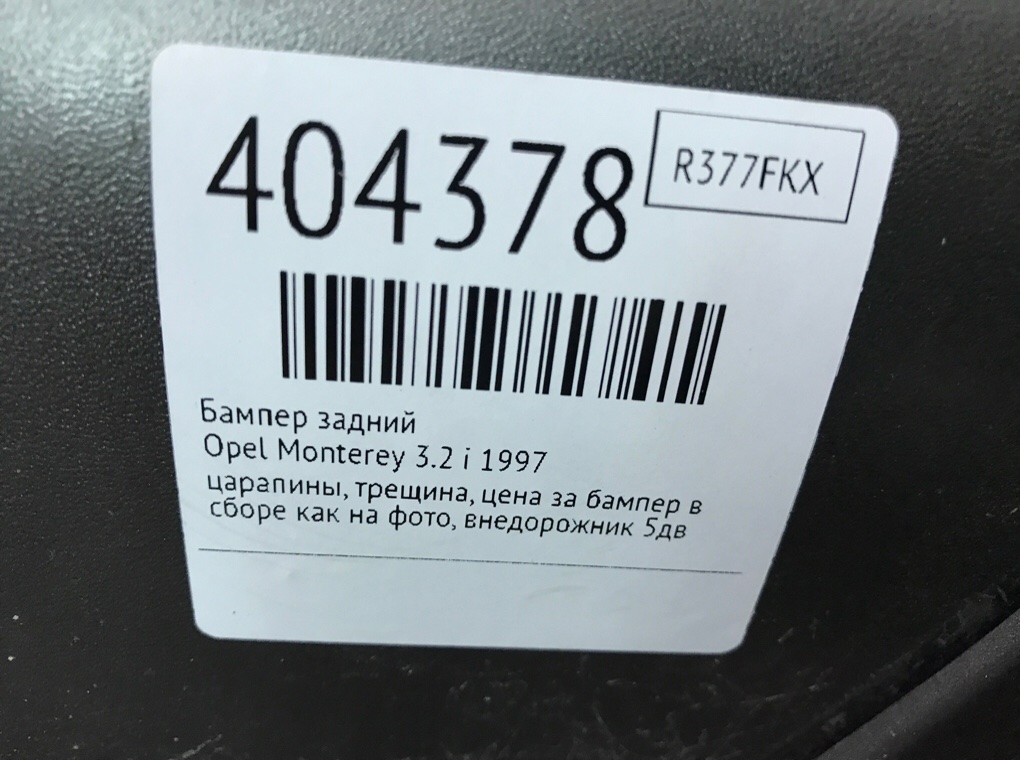 404378
R377FKX
Бампер задний
Opel Monterey 3.2 i 1997
царапины, трещина, цена за бампер в
сборе как на фото, внедорожник 5дв